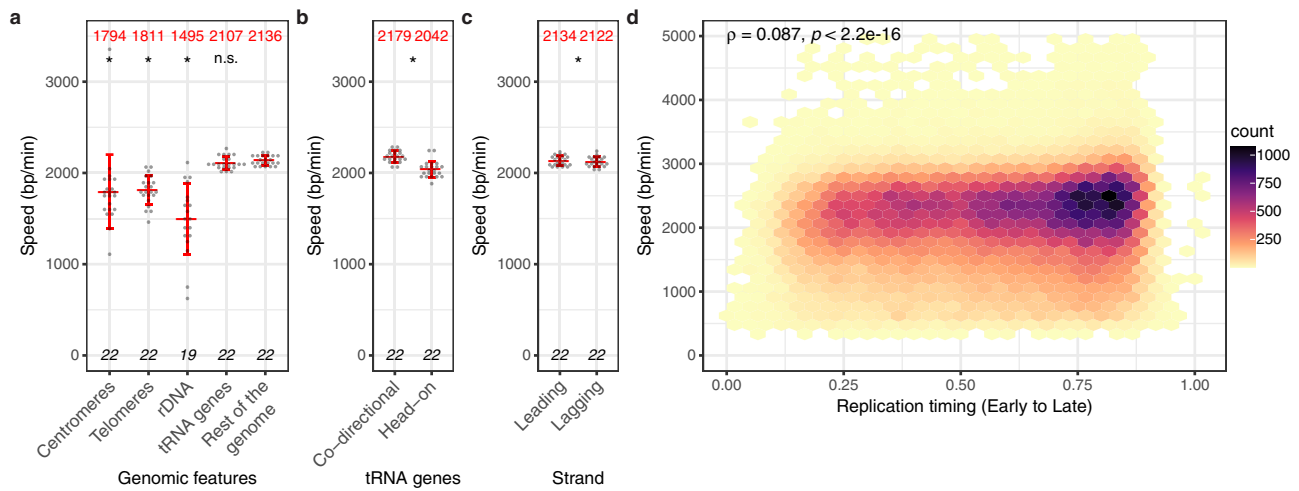 a
1794 1811 1495 2107 2136
* * * n.s.
3000
2000
1000
0
Speed (bp/min)
22 22 19 22 22
Centromeres
Telomeres
rDNA
tRNA genes
Rest of the
genome
Genomic features
b
2179 2042
*
3000
2000
1000
0
Speed (bp/min)
22 22
Co−directional
Head−on
tRNA genes
c
2134 2122
*
3000
2000
1000
0
Speed (bp/min)
22 22
Leading
Lagging
Strand
d
ρ = 0.087, p < 2.2e-16
5000
4000
3000
2000
1000
0
Speed (bp/min)
0.00 0.25 0.50 0.75 1.00
Replication timing (Early to Late)
count
1000
750
500
250